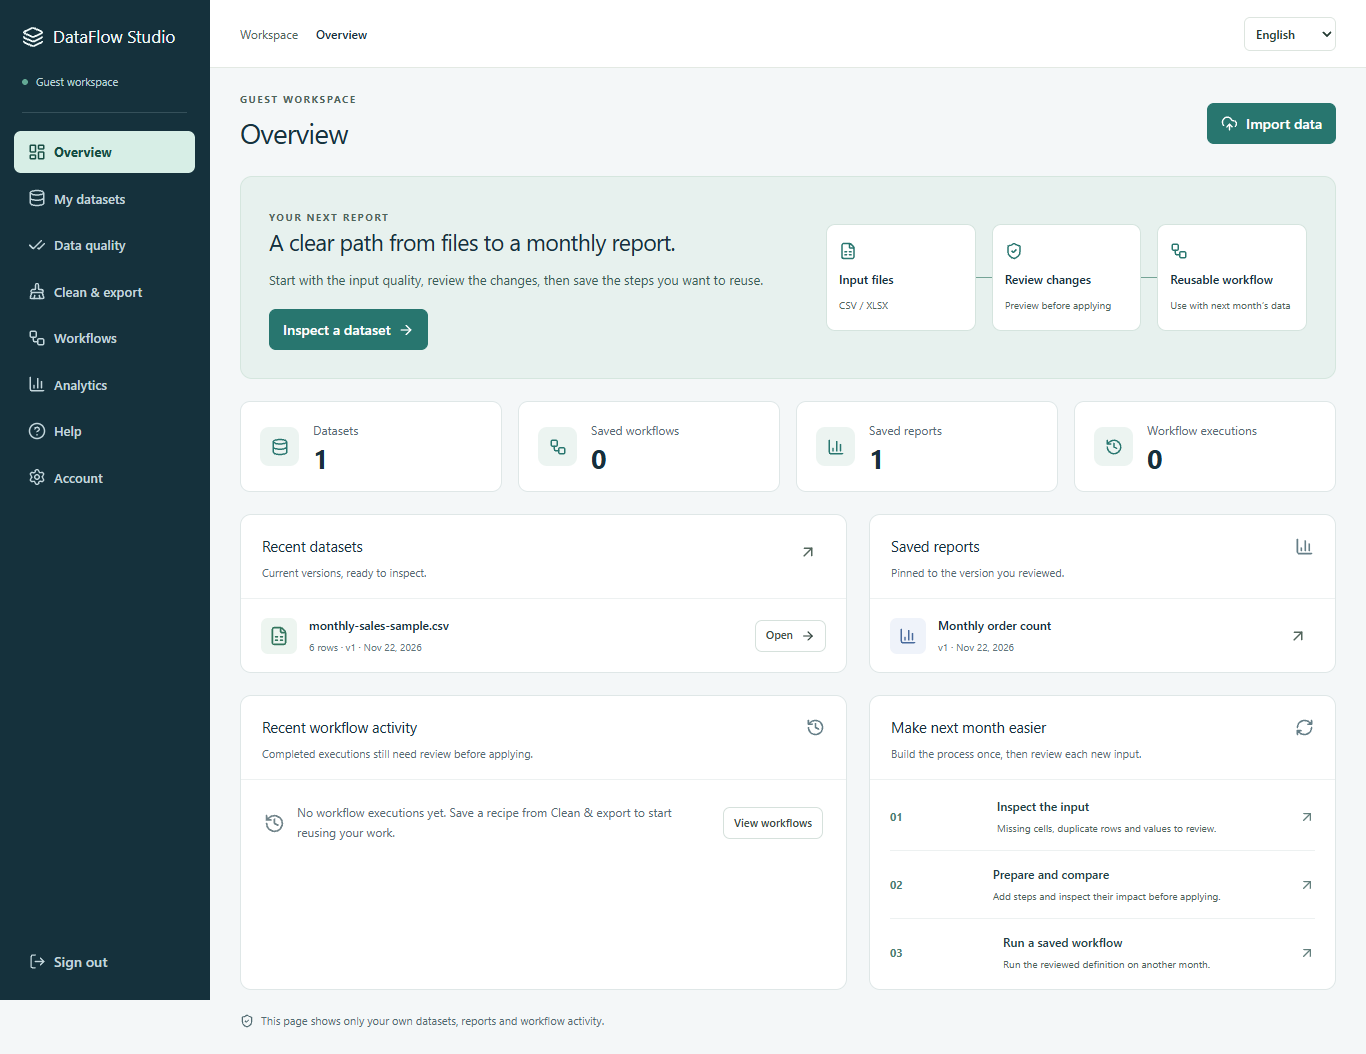 DataFlow Studio
Guest workspace
Overview
My datasets
Data quality
Clean & export
Workflows
Analytics
Help
Account
Sign out
Workspace
Overview
English
GUEST WORKSPACE
Overview
Import data
YOUR NEXT REPORT
A clear path from files to a monthly report.
Start with the input quality, review the changes, then save the steps you want to reuse.
Inspect a dataset
Input files
CSV / XLSX
Review changes
Preview before applying
Reusable workflow
Use with next month's data
Datasets
1
Saved workflows
0
Saved reports
1
Workflow executions
0
Recent datasets
Current versions, ready to inspect.
monthly-sales-sample.csv
6 rows · v1 · Nov 22, 2026
Open
Saved reports
Pinned to the version you reviewed.
Monthly order count
v1 · Nov 22, 2026
Recent workflow activity
Completed executions still need review before applying.
No workflow executions yet. Save a recipe from Clean & export to start
reusing your work.
View workflows
Make next month easier
Build the process once, then review each new input.
01
Inspect the input
Missing cells, duplicate rows and values to review.
02
Prepare and compare
Add steps and inspect their impact before applying.
03
Run a saved workflow
Run the reviewed definition on another month.
This page shows only your own datasets, reports and workflow activity.